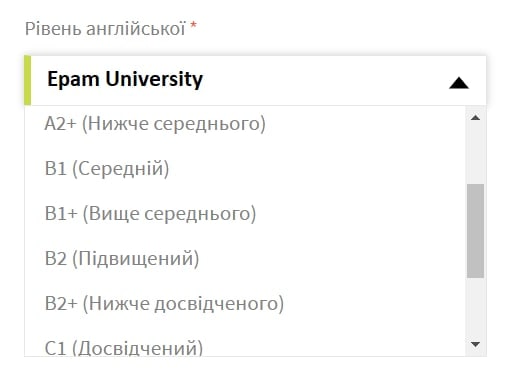 Рівень англійської *
Epam University
A2+ (Нижче середнього)
B1 (Середній)
B1+ (Вище середнього)
B2 (Підвищений)
B2+ (Нижче досвідченого)
C1 (Досвідчений)